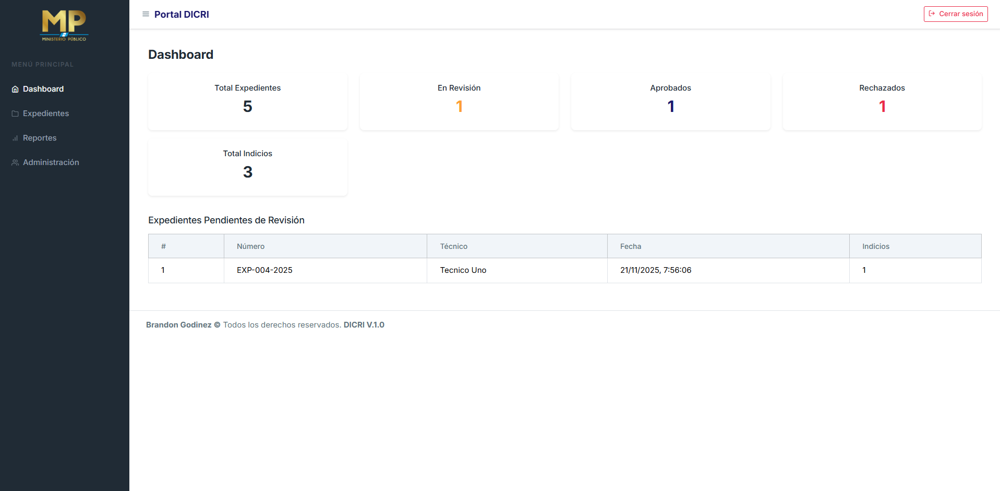 MP
MINISTERIO PÚBLICO
MENÚ PRINCIPAL
Dashboard
Expedientes
Reportes
Administración
Portal DICRI
Cerrar sesión
Dashboard
Total Expedientes
5
En Revisión
1
Aprobados
1
Rechazados
1
Total Indicios
3
Expedientes Pendientes de Revisión
# Número Técnico Fecha Indicios
1 EXP-004-2025 Tecnico Uno 21/11/2025, 7:56:06 1
Brandon Godinez © Todos los derechos reservados. DICRI V.1.0